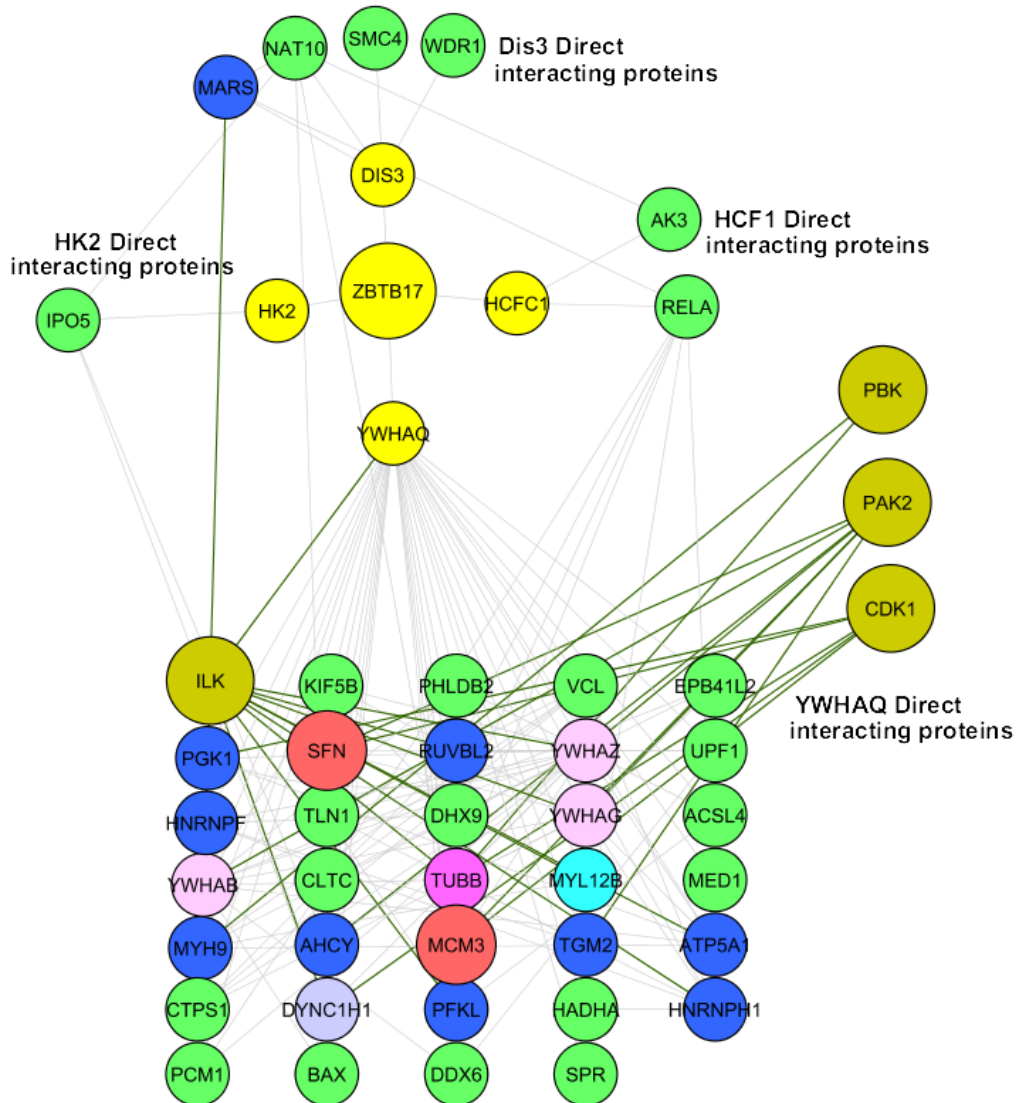 NAT10
SMC4
WDR1
Dis3 Direct
interacting proteins
MARS
DIS3
AK3
HCF1 Direct
interacting proteins
HK2 Direct
interacting proteins
ZBTB17
HK2
HCFC1
RELA
IPO5
PBK
YWHAQ
PAK2
CDK1
ILK
KIF5B
PHLDB2
VCL
EPB41L2
YWHAQ Direct
interacting proteins
PGK1
SFN
RUVBL2
YWHAZ
UPF1
HNRNPF
TLN1
DHX9
YWHAG
ACSL4
YWHAB
CLTC
TUBB
MYL12B
MED1
MYH9
AHCY
MCM3
TGM2
ATP5A1
CTPS1
DYNC1H1
PFKL
HADHA
HNRNPH1
PCM1
BAX
DDX6
SPR